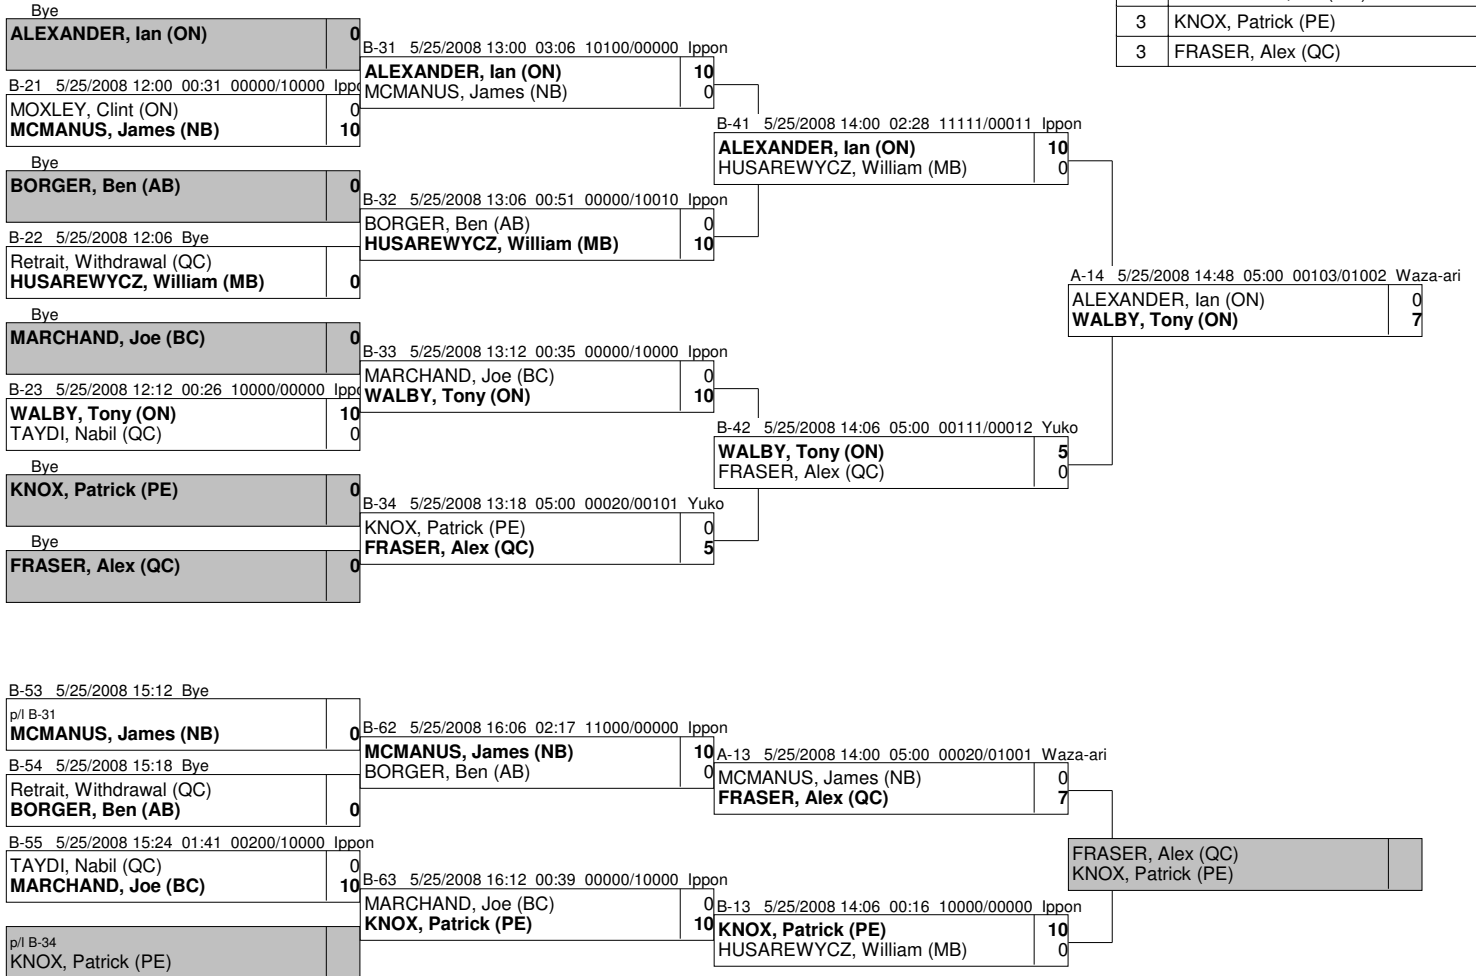 3 KNOX, Patrick (PE)
3 FRASER, Alex (QC)
Bye
ALEXANDER, Ian (ON) 0
B-21 5/25/2008 12:00 00:31 00000/10000 Ippo
MOXLEY, Clint (ON) 0
MCMANUS, James (NB) 10
Bye
BORGER, Ben (AB) 0
B-22 5/25/2008 12:06 Bye
Retrait, Withdrawal (QC)
HUSAREWYCZ, William (MB) 0
Bye
MARCHAND, Joe (BC) 0
B-23 5/25/2008 12:12 00:26 10000/00000 Ippo
WALBY, Tony (ON) 10
TAYDI, Nabil (QC) 0
Bye
KNOX, Patrick (PE) 0
Bye
FRASER, Alex (QC) 0
B-31 5/25/2008 13:00 03:06 10100/00000 Ippon
ALEXANDER, Ian (ON) 10
MCMANUS, James (NB) 0
B-32 5/25/2008 13:06 00:51 00000/10010 Ippon
BORGER, Ben (AB) 0
HUSAREWYCZ, William (MB) 10
B-33 5/25/2008 13:12 00:35 00000/10000 Ippon
MARCHAND, Joe (BC) 0
WALBY, Tony (ON) 10
B-34 5/25/2008 13:18 05:00 00020/00101 Yuko
KNOX, Patrick (PE) 0
FRASER, Alex (QC) 5
B-41 5/25/2008 14:00 02:28 11111/00011 Ippon
ALEXANDER, Ian (ON) 10
HUSAREWYCZ, William (MB) 0
B-42 5/25/2008 14:06 05:00 00111/00012 Yuko
WALBY, Tony (ON) 5
FRASER, Alex (QC) 0
A-14 5/25/2008 14:48 05:00 00103/01002 Waza-ari
ALEXANDER, Ian (ON) 0
WALBY, Tony (ON) 7
B-53 5/25/2008 15:12 Bye
p/l B-31
MCMANUS, James (NB) 0
B-54 5/25/2008 15:18 Bye
Retrait, Withdrawal (QC)
BORGER, Ben (AB) 0
B-55 5/25/2008 15:24 01:41 00200/10000 Ippon
TAYDI, Nabil (QC) 0
MARCHAND, Joe (BC) 10
p/l B-34
KNOX, Patrick (PE)
B-62 5/25/2008 16:06 02:17 11000/00000 Ippon
MCMANUS, James (NB) 10
BORGER, Ben (AB) 0
B-63 5/25/2008 16:12 00:39 00000/10000 Ippon
MARCHAND, Joe (BC) 0
KNOX, Patrick (PE) 10
A-13 5/25/2008 14:00 05:00 00020/01001 Waza-ari
MCMANUS, James (NB) 0
FRASER, Alex (QC) 7
B-13 5/25/2008 14:06 00:16 10000/00000 Ippon
KNOX, Patrick (PE) 10
HUSAREWYCZ, William (MB) 0
FRASER, Alex (QC)
KNOX, Patrick (PE)